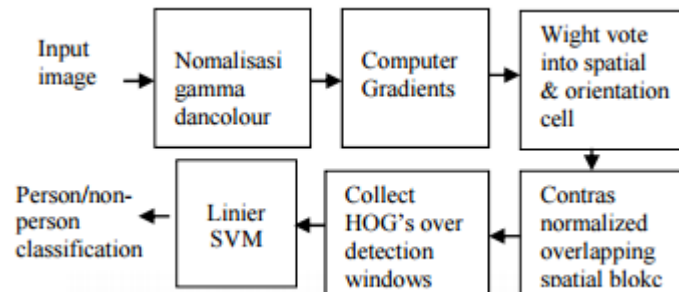 Input
image
Nomalisasi
gamma
dancolour
Computer
Gradients
Wight vote
into spatial
& orientation
cell
Contras
normalized
overlapping
spatial blokc
Collect
HOG's over
detection
windows
Linier
SVM
Person/non-
person
classification